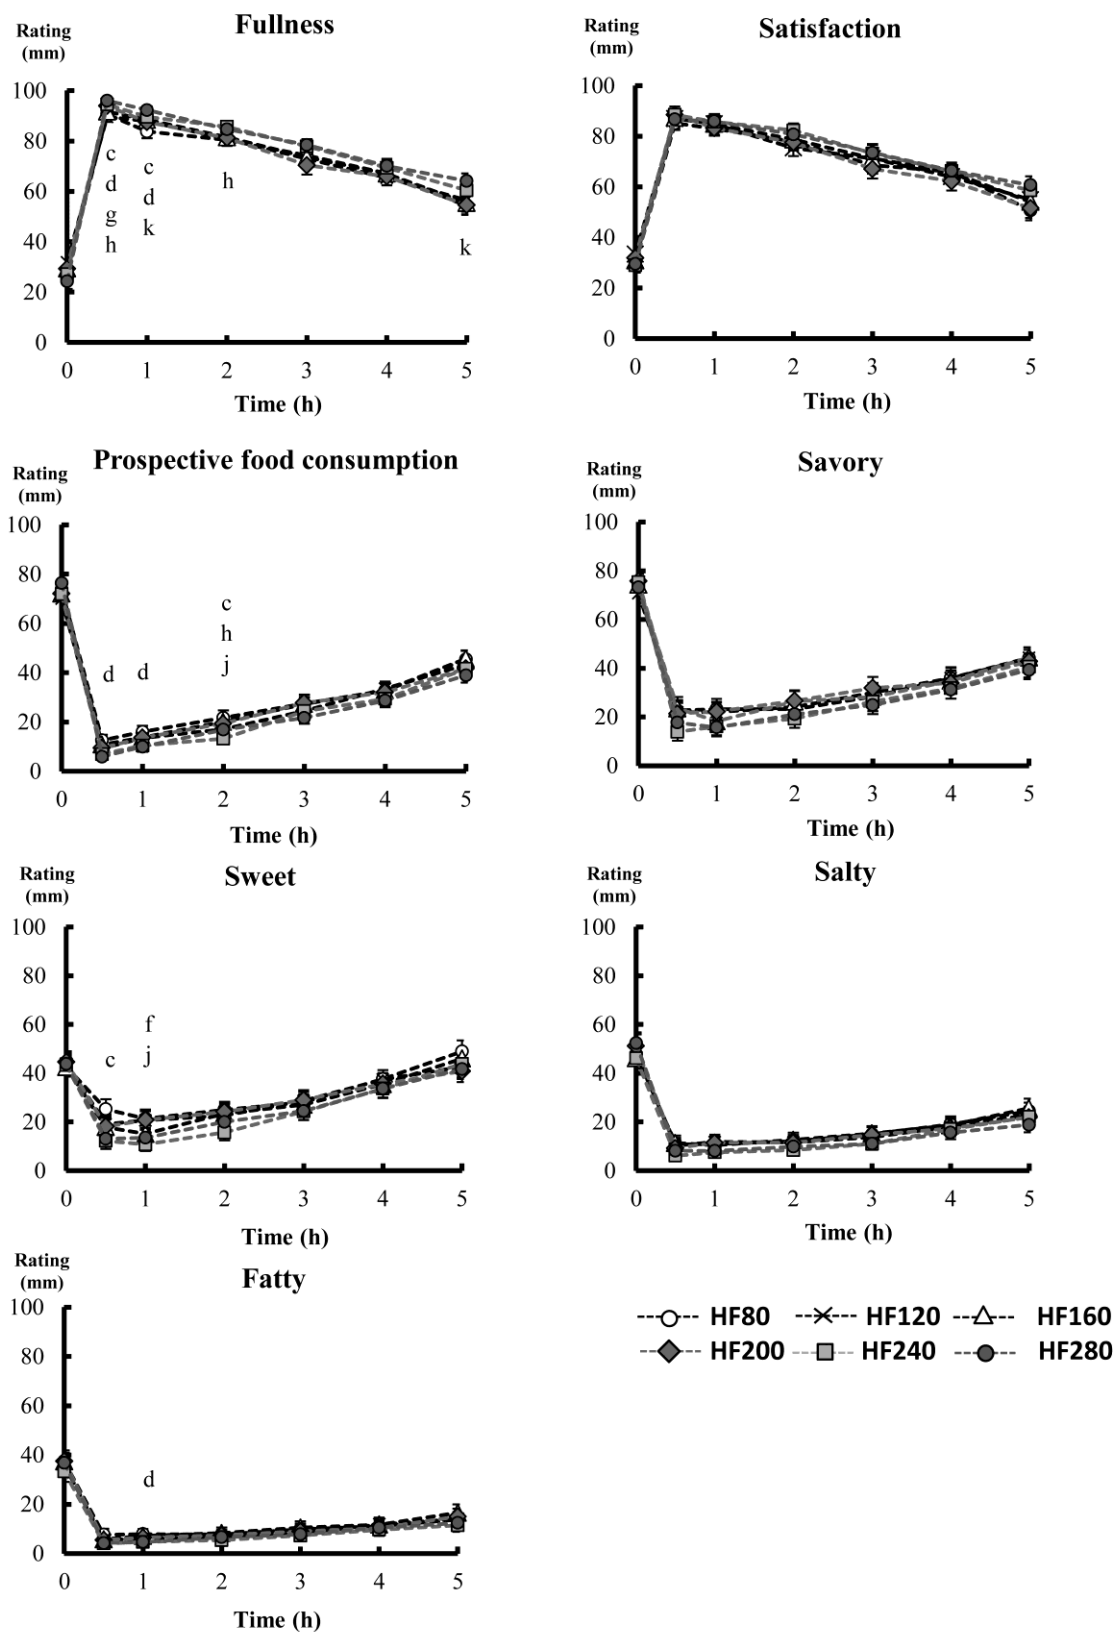 Fullness
Rating
(mm)
100
80
60
40
20
0
c
d
g
h
c
d
k
h
k
0 1 2 3 4 5
Time (h)
Satisfaction
Rating
(mm)
100
80
60
40
20
0
0 1 2 3 4 5
Time (h)
Prospective food consumption
Rating
(mm)
100
80
60
40
20
0
d
d
c
h
j
0 1 2 3 4 5
Time (h)
Savory
Rating
(mm)
100
80
60
40
20
0
0 1 2 3 4 5
Time (h)
Sweet
Rating
(mm)
100
80
60
40
20
0
c
f
j
0 1 2 3 4 5
Time (h)
Salty
Rating
(mm)
100
80
60
40
20
0
0 1 2 3 4 5
Time (h)
Fatty
Rating
(mm)
100
80
60
40
20
0
d
0 1 2 3 4 5
Time (h)
HF80 HF120 HF160
HF200 HF240 HF280